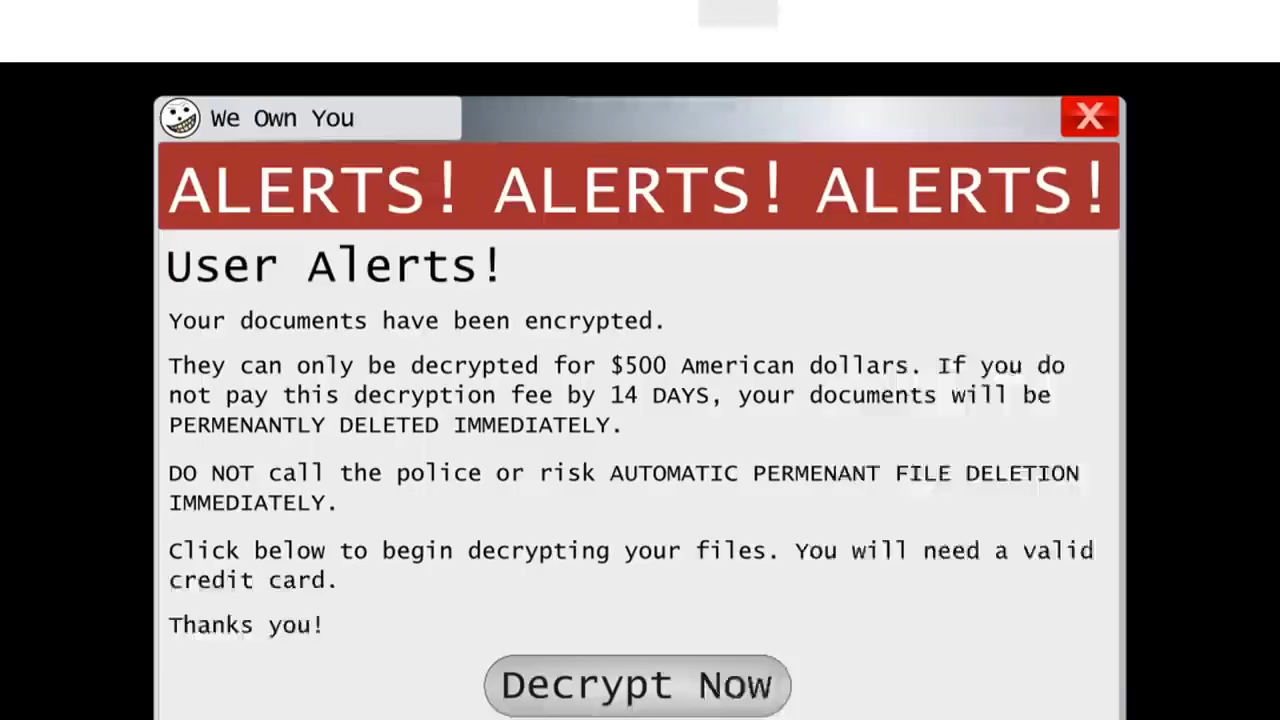 We Own You
X
ALERTS! ALERTS! ALERTS!
User Alerts!
Your documents have been encrypted.
They can only be decrypted for $500 American dollars. If you do
not pay this decryption fee by 14 DAYS, your documents will be
PERMENANTLY DELETED IMMEDIATELY.
DO NOT call the police or risk AUTOMATIC PERMENANT FILE DELETION
IMMEDIATELY.
Click below to begin decrypting your files. You will need a valid
credit card.
Thanks you!
Decrypt Now